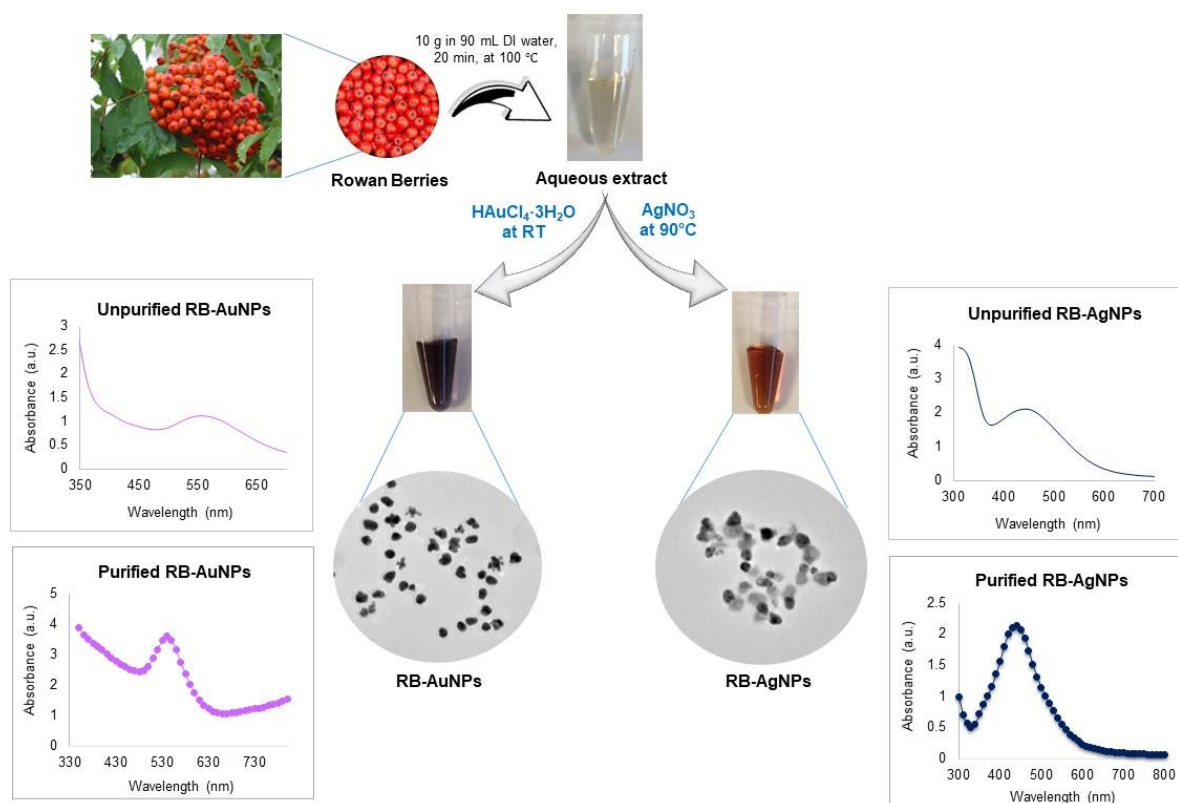 10 g in 90 mL DI water,
20 min, at 100 ℃
Rowan Berries
Aqueous extract
HAuCl₄·3H₂O
at RT
AgNO₃
at 90°C
Unpurified RB-AuNPs
Absorbance (a.u.)
3
2.5
2
1.5
1
0.5
0
350 450 550 650
Wavelength (nm)
Unpurified RB-AgNPs
Absorbance (a.u.)
4
3
2
1
0
300 400 500 600 700
Wavelength (nm)
Purified RB-AuNPs
Absorbance (a.u.)
5
4
3
2
1
0
330 430 530 630 730
Wavelength (nm)
RB-AuNPs
RB-AgNPs
Purified RB-AgNPs
Absorbance (a.u.)
2.5
2
1.5
1
0.5
0
300 400 500 600 700 800
Wavelength (nm)